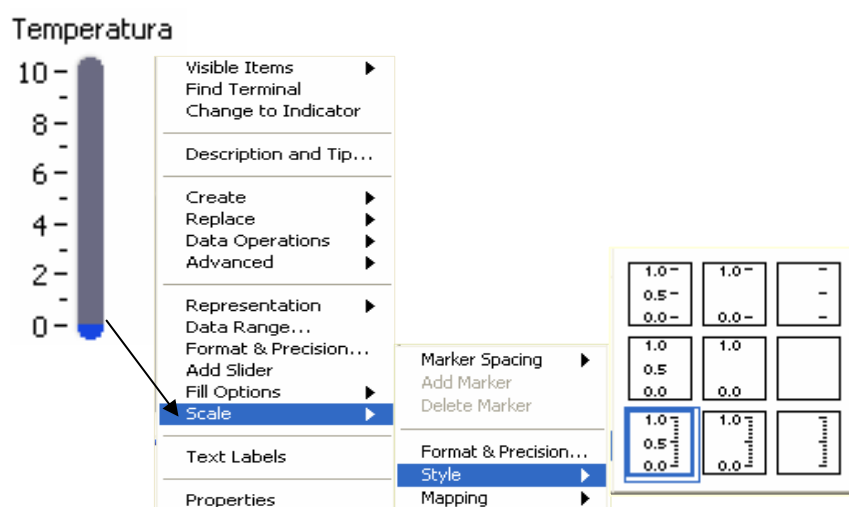 Temperatura
10
8
6
4
2
0
Visible Items
Find Terminal
Change to Indicator
Description and Tip...
Create
Replace
Data Operations
Advanced
Representation
Data Range...
Format & Precision...
Add Slider
Fill Options
Scale
Text Labels
Properties
Marker Spacing
Add Marker
Delete Marker
Format & Precision...
Style
Mapping
1.0 1.0
0.5
0.0 0.0
1.0 1.0
0.5
0.0 0.0
1.0 1.0
0.5
0.0 0.0